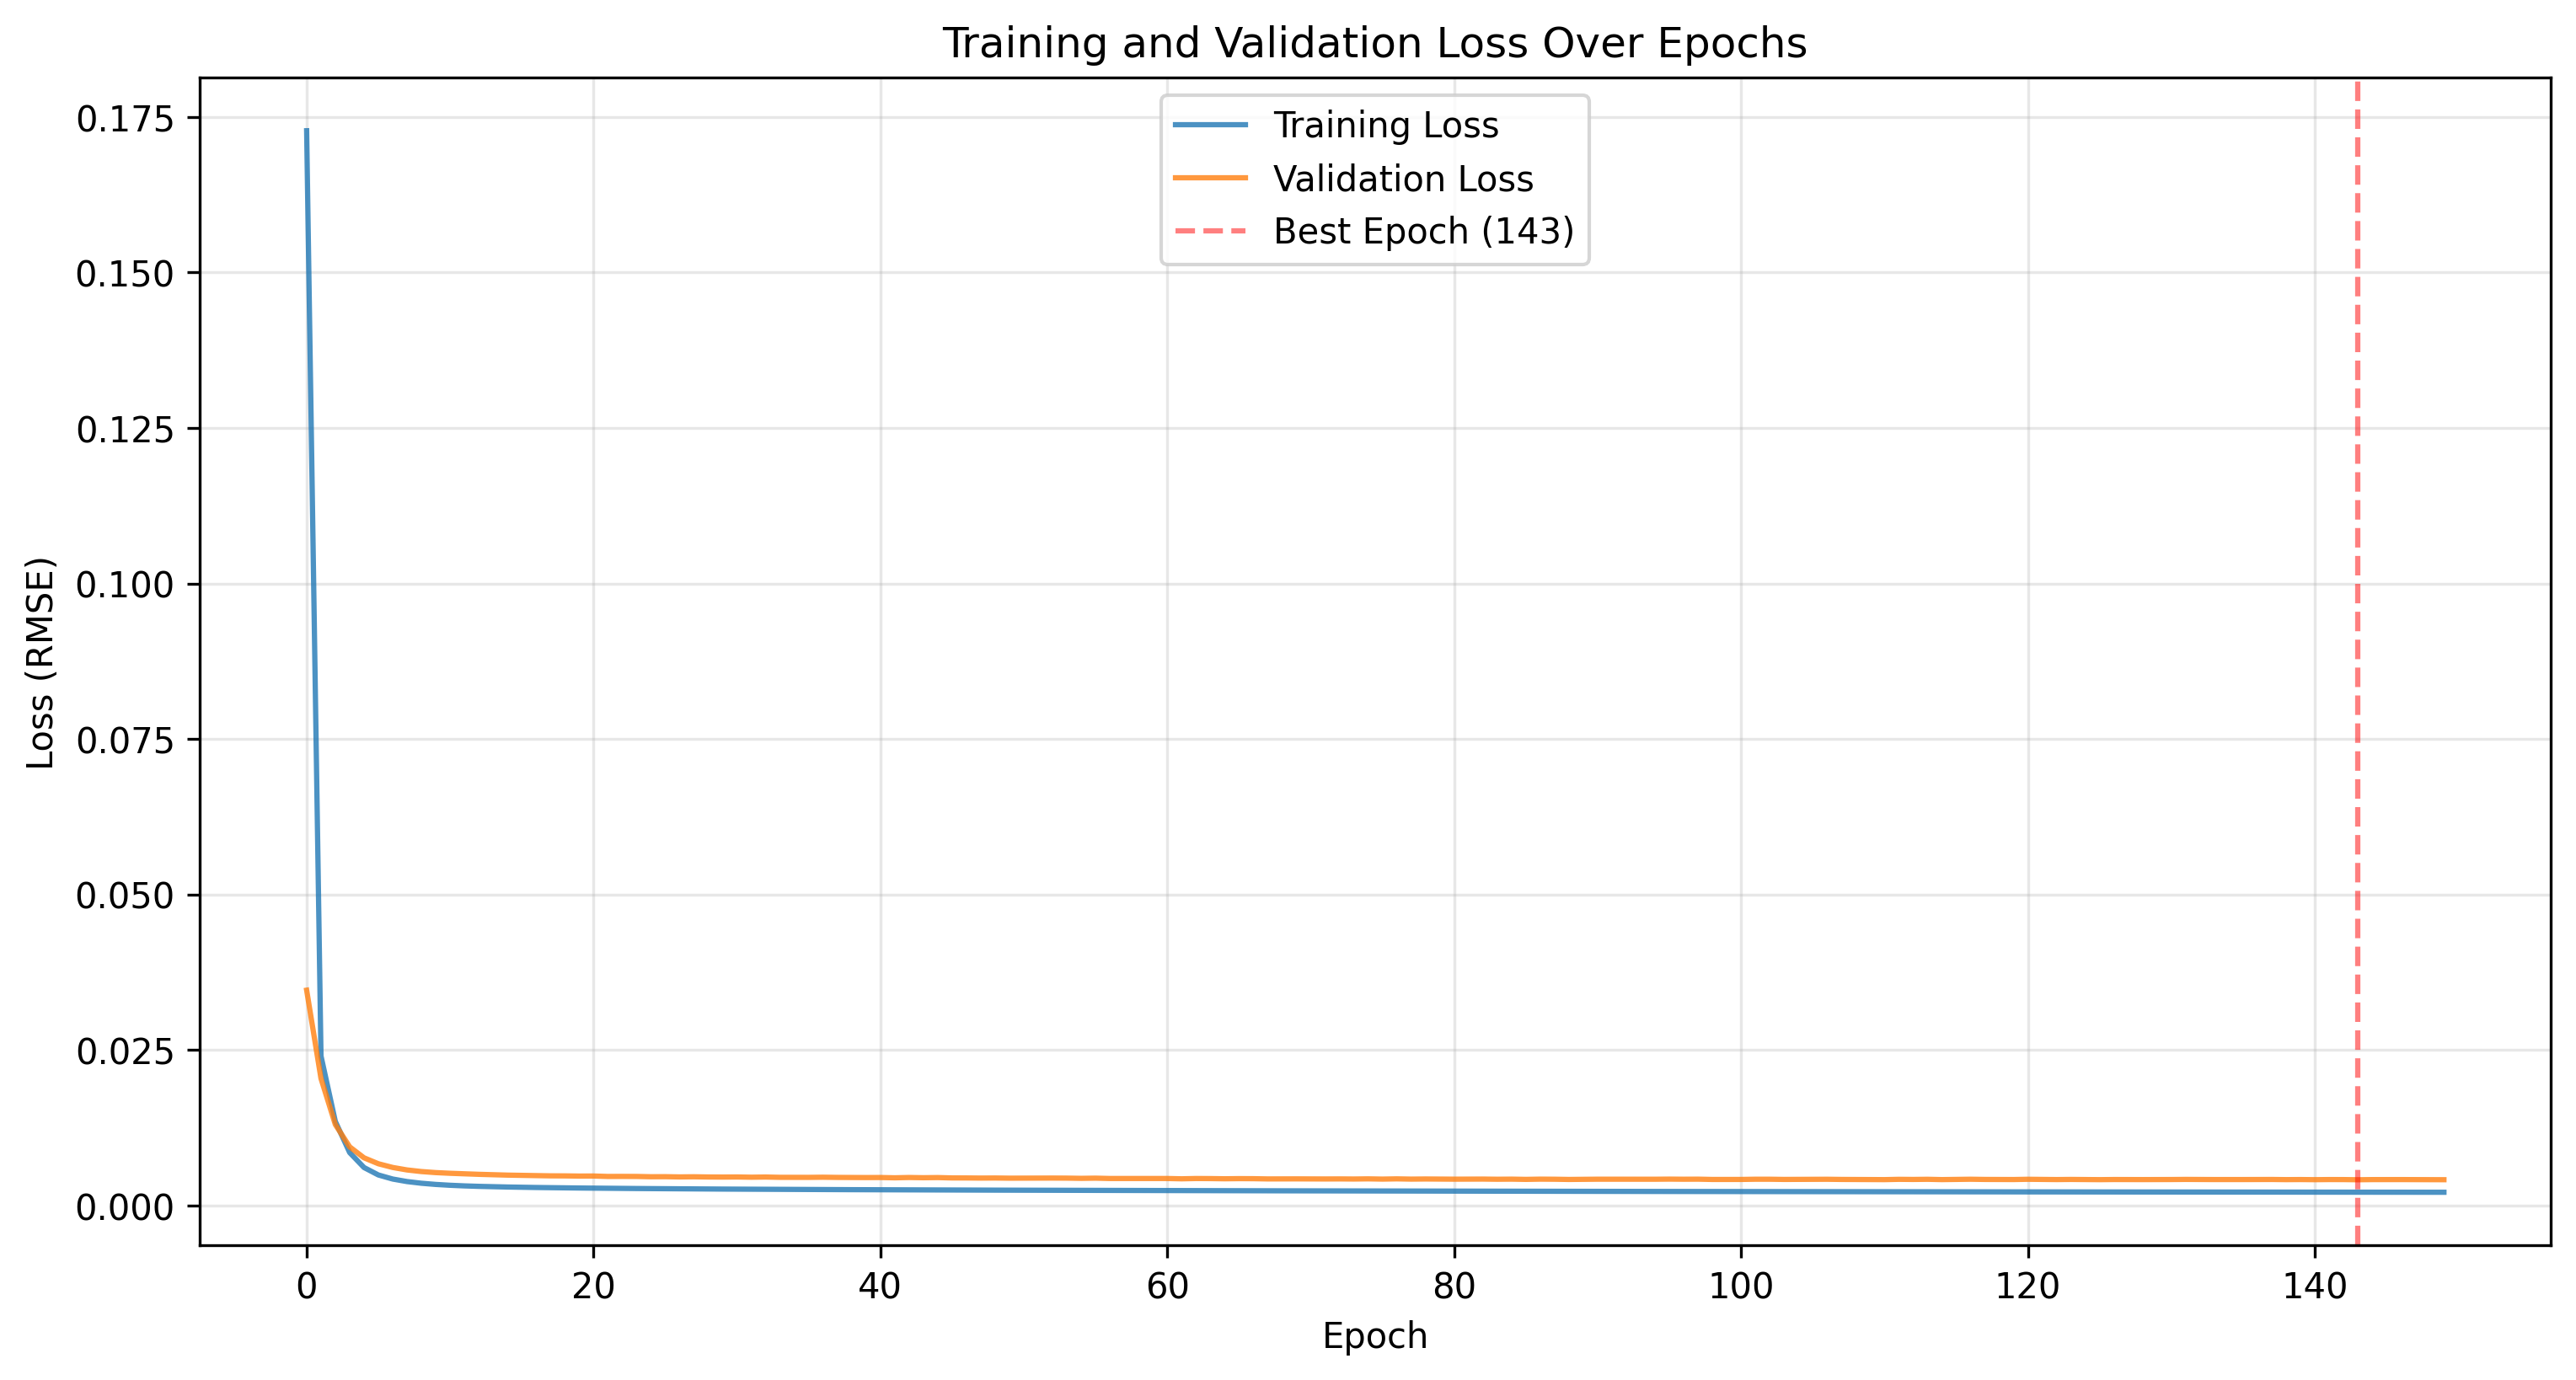 Training and Validation Loss Over Epochs
Training Loss
Validation Loss
Best Epoch (143)
Loss (RMSE)
0.175
0.150
0.125
0.100
0.075
0.050
0.025
0.000
0 20 40 60 80 100 120 140
Epoch